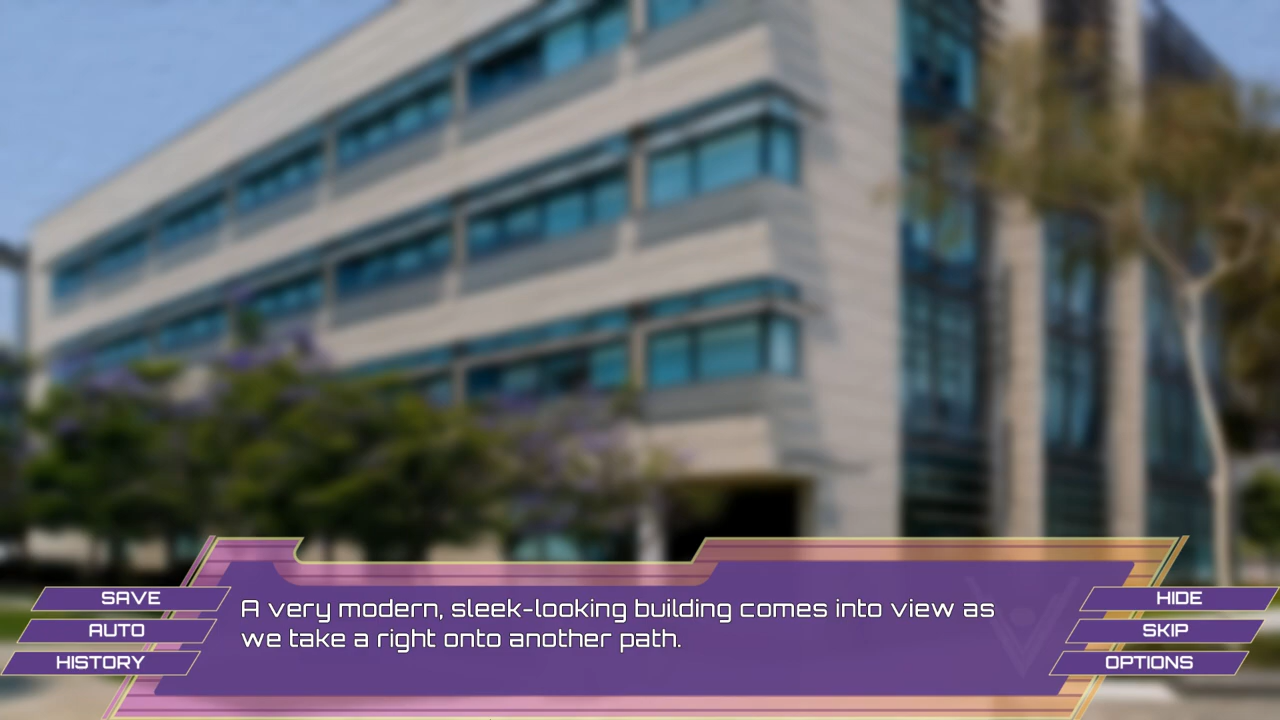 A very modern, sleek-looking building comes into view as
we take a right onto another path.
SAVE
AUTO
HISTORY
HIDE
SKIP
OPTIONS